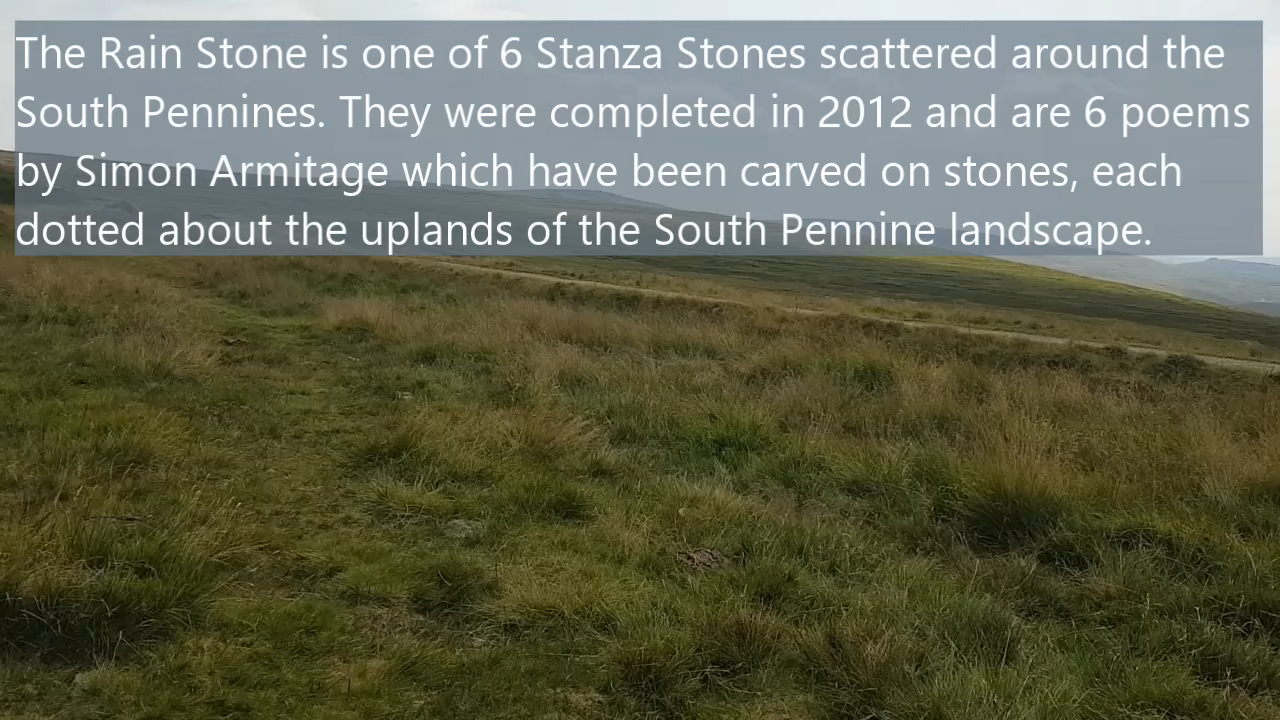 The Rain Stone is one of 6 Stanza Stones scattered around the
South Pennines. They were completed in 2012 and are 6 poems
by Simon Armitage which have been carved on stones, each
dotted about the uplands of the South Pennine landscape.